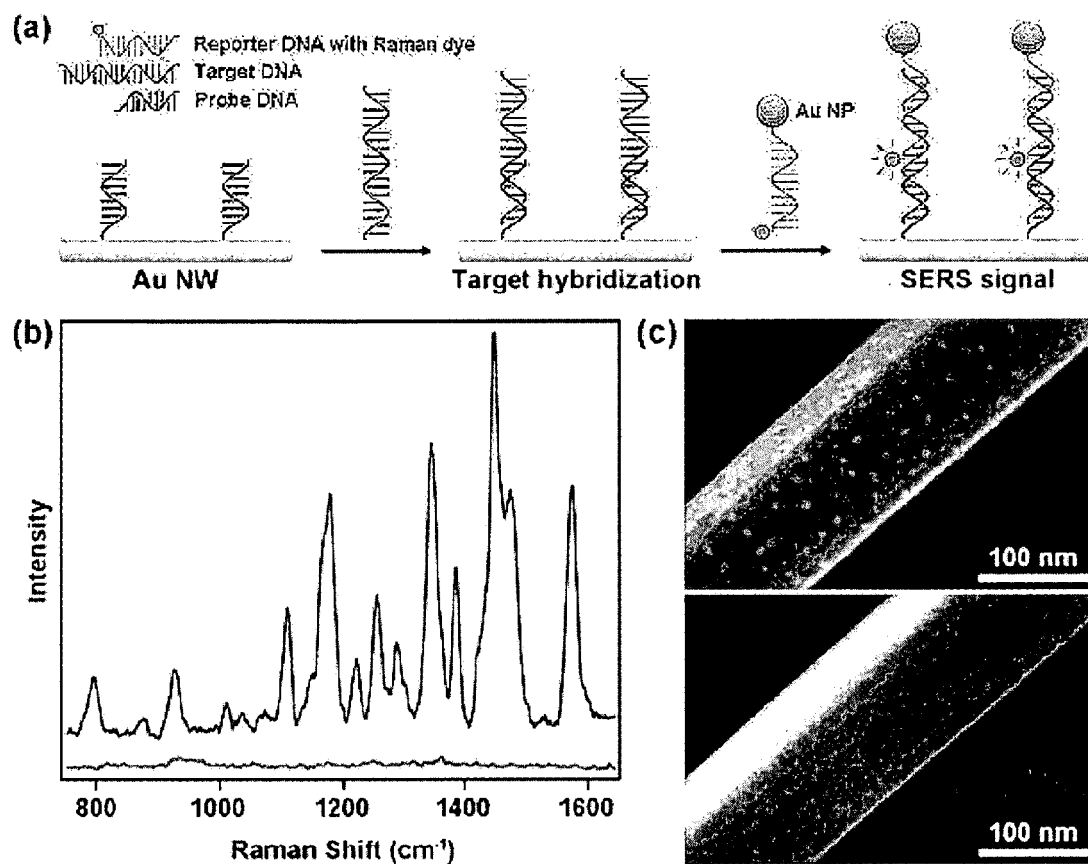 (a)
Reporter DNA with Raman dye
Target DNA
Probe DNA
Au NP
Au NW
Target hybridization
SERS signal
(b)
Intensity
800 1000 1200 1400 1600
Raman Shift (cm⁻¹)
(c)
100 nm
100 nm